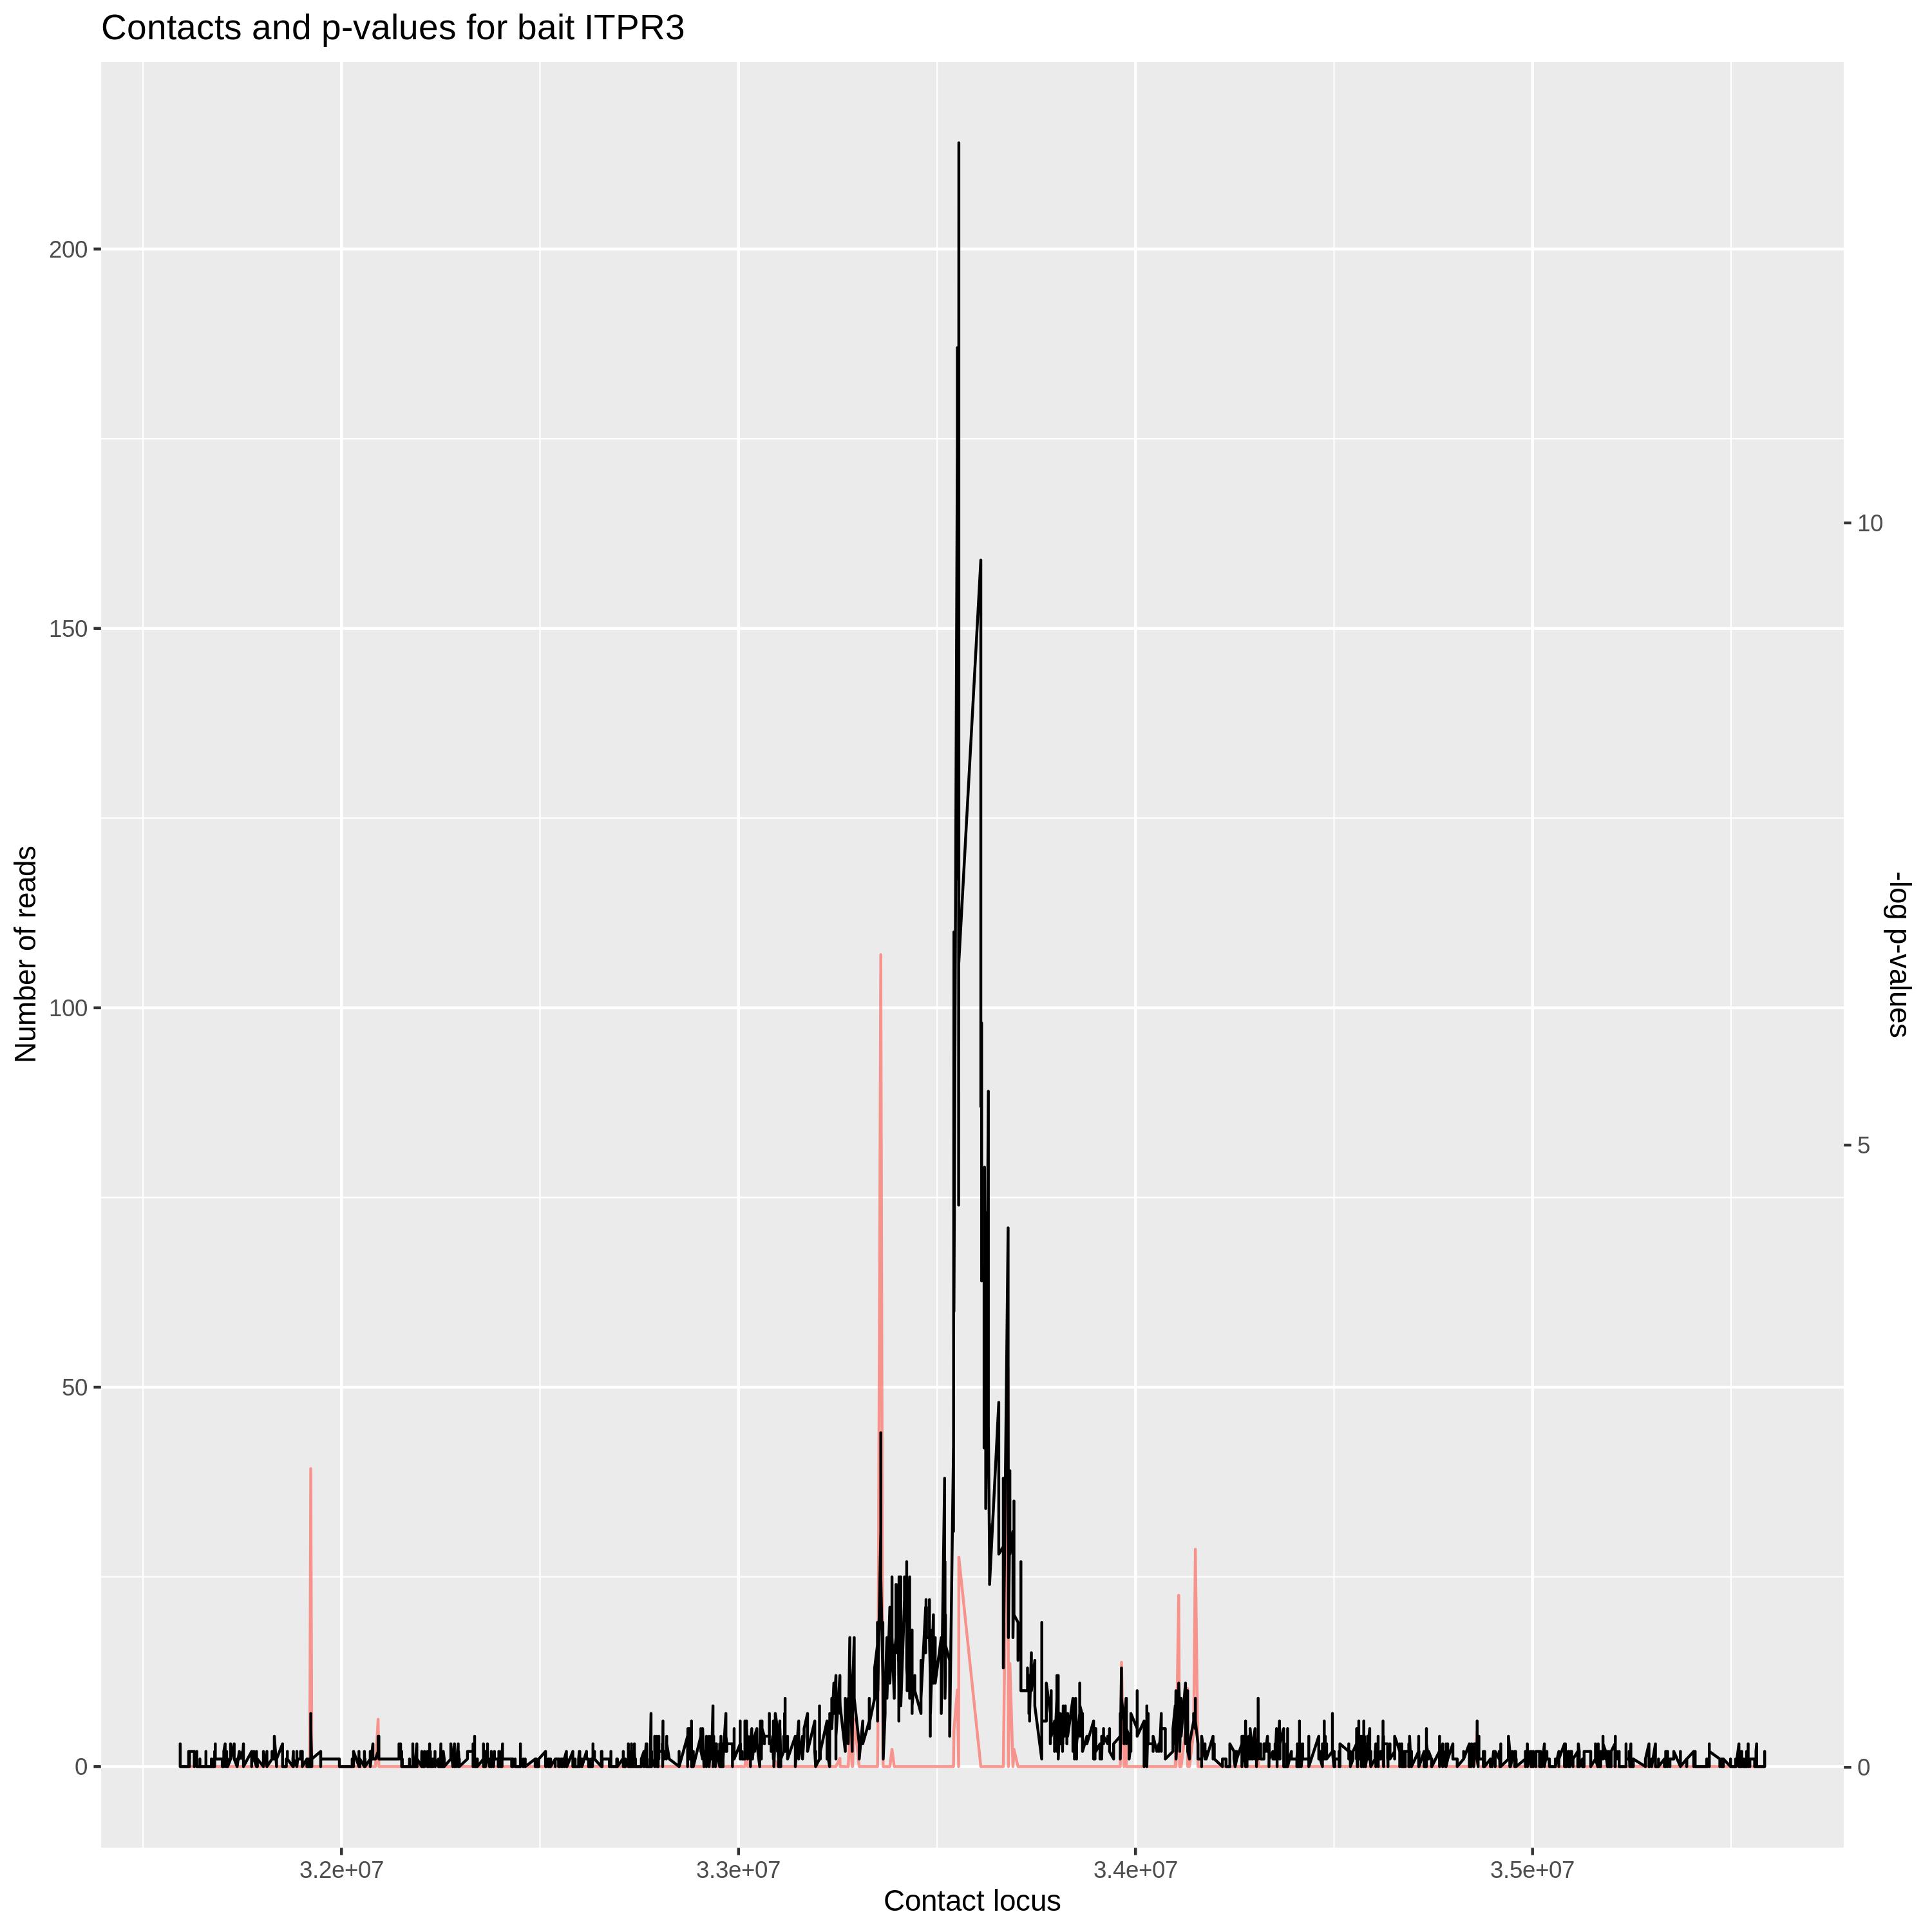 Contacts and p-values for bait ITPR3
200
150
100
50
0
Number of reads
10
5
0
-log p-values
3.2e+07
3.3e+07
3.4e+07
3.5e+07
Contact locus